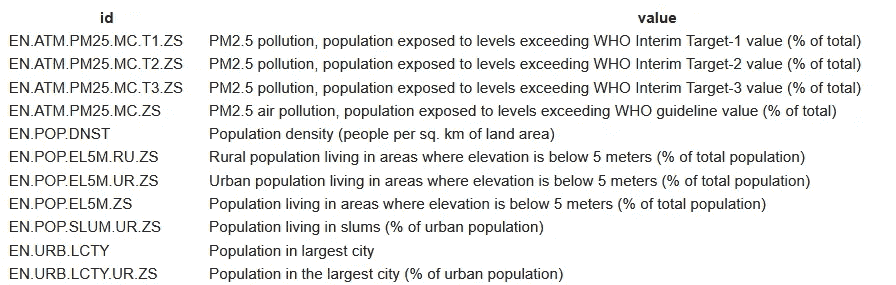 id value
EN.ATM.PM25.MC.T1.ZS PM2.5 pollution, population exposed to levels exceeding WHO Interim Target-1 value (% of total)
EN.ATM.PM25.MC.T2.ZS PM2.5 pollution, population exposed to levels exceeding WHO Interim Target-2 value (% of total)
EN.ATM.PM25.MC.T3.ZS PM2.5 pollution, population exposed to levels exceeding WHO Interim Target-3 value (% of total)
EN.ATM.PM25.MC.ZS PM2.5 air pollution, population exposed to levels exceeding WHO guideline value (% of total)
EN.POP.DNST Population density (people per sq. km of land area)
EN.POP.EL5M.RU.ZS Rural population living in areas where elevation is below 5 meters (% of total population)
EN.POP.EL5M.UR.ZS Urban population living in areas where elevation is below 5 meters (% of total population)
EN.POP.EL5M.ZS Population living in areas where elevation is below 5 meters (% of total population)
EN.POP.SLUM.UR.ZS Population living in slums (% of urban population)
EN.URB.LCTY Population in largest city
EN.URB.LCTY.UR.ZS Population in the largest city (% of urban population)